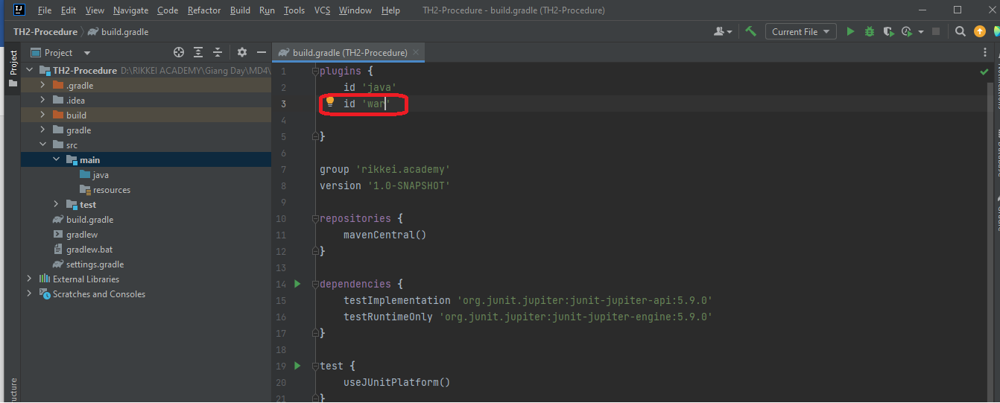 File Edit View Navigate Code Refactor Build Run Tools VCS Window Help TH2-Procedure - build.gradle (TH2-Procedure)
TH2-Procedure build.gradle Current File
Project
Project
build.gradle (TH2-Procedure)
TH2-Procedure D:\RIKKEI ACADEMY\Giang Day\MD4\
.gradle
.idea
build
gradle
src
main
java
resources
test
build.gradle
gradlew
gradlew.bat
settings.gradle
External Libraries
Scratches and Consoles
1 plugins {
2 id 'java'
3 id 'war'
4
5 }
6
7 group 'rikkei.academy'
8 version '1.0-SNAPSHOT'
9
10 repositories {
11 mavenCentral()
12 }
13
14 dependencies {
15 testImplementation 'org.junit.jupiter:junit-jupiter-api:5.9.0'
16 testRuntimeOnly 'org.junit.jupiter:junit-jupiter-engine:5.9.0'
17 }
18
19 test {
20 useJUnitPlatform()
21 }